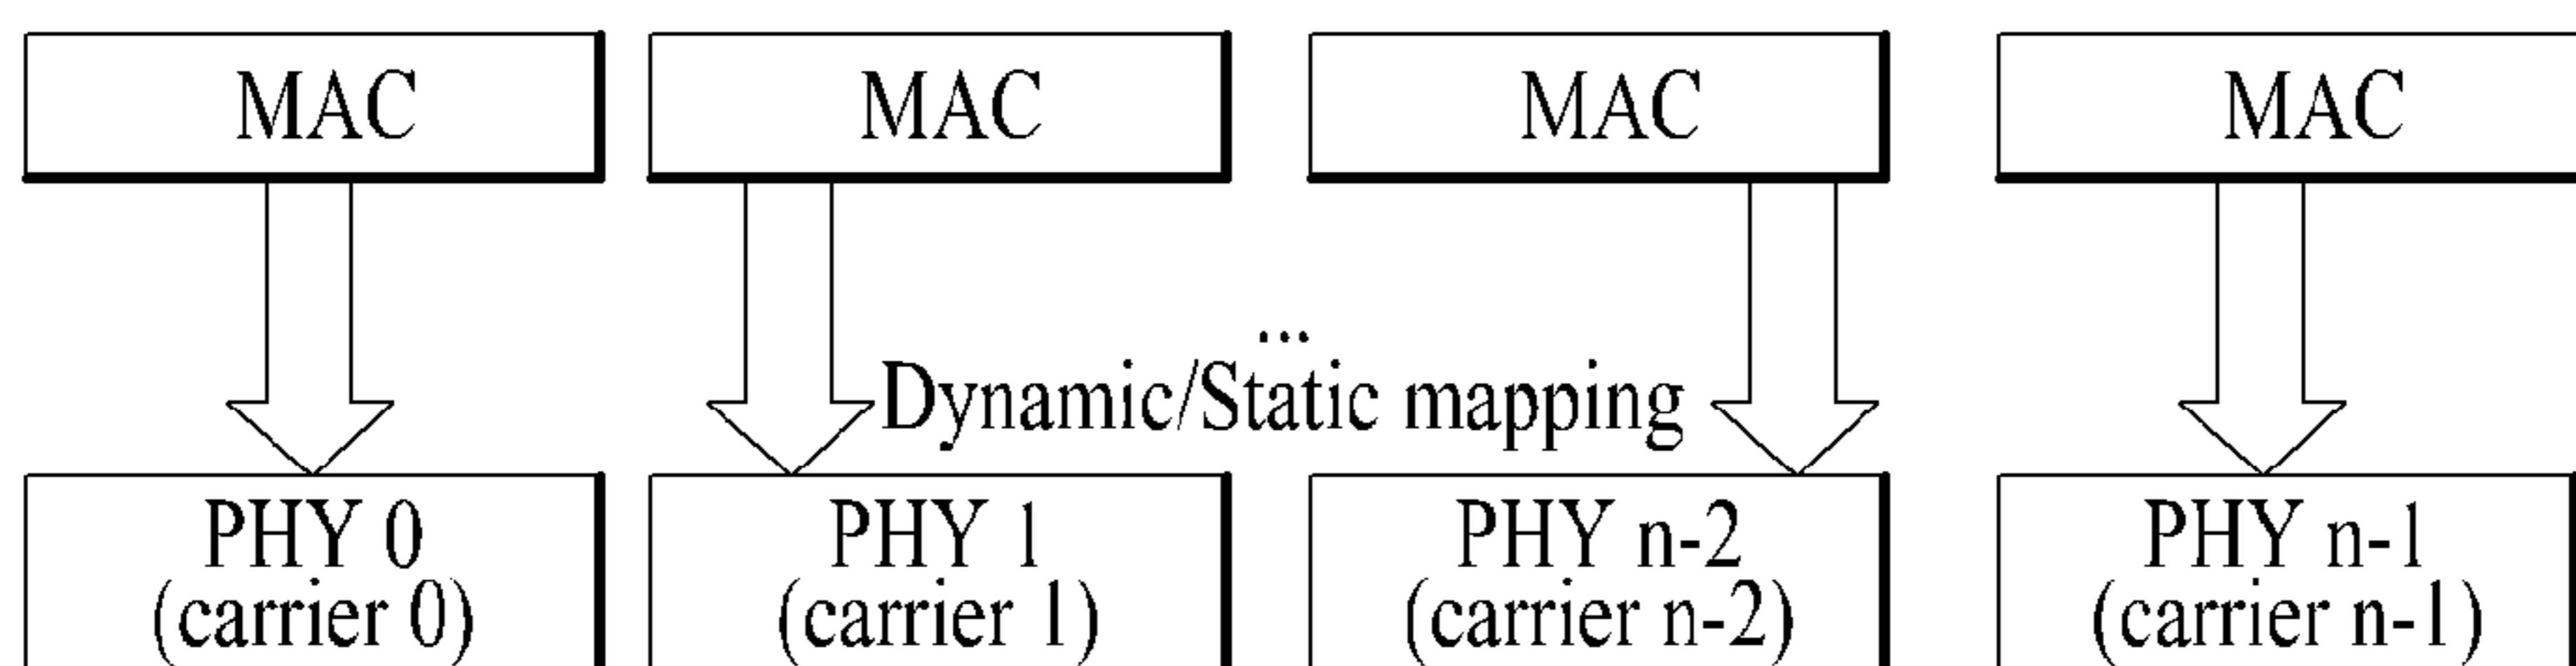 MAC MAC MAC MAC
...
Dynamic/Static mapping
PHY 0 PHY 1 PHY n-2 PHY n-1
(carrier 0) (carrier 1) (carrier n-2) (carrier n-1)